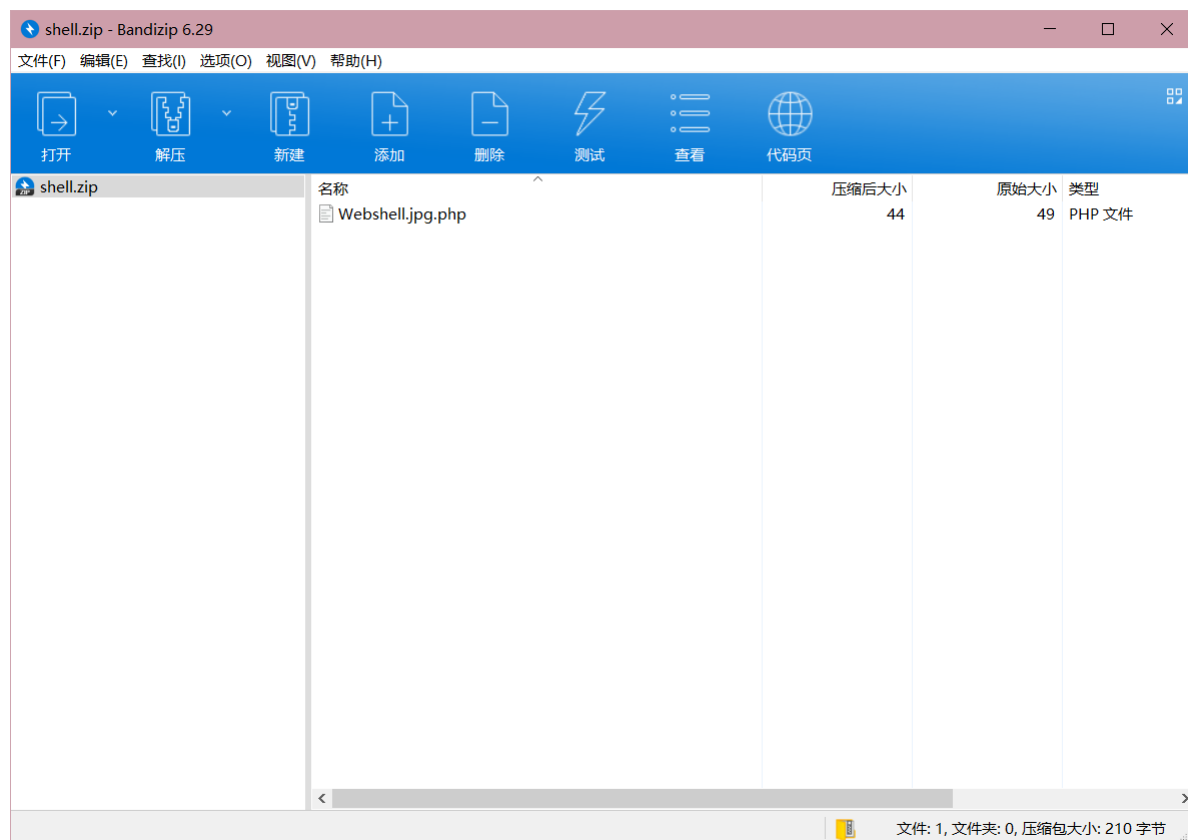 shell.zip - Bandizip 6.29
文件(F) 编辑(E) 查找(I) 选项(O) 视图(V) 帮助(H)
打开 解压 新建 添加 删除 测试 查看 代码页
shell.zip
名称 压缩后大小 原始大小 类型
Webshell.jpg.php 44 49 PHP 文件
文件: 1, 文件夹: 0, 压缩包大小: 210 字节